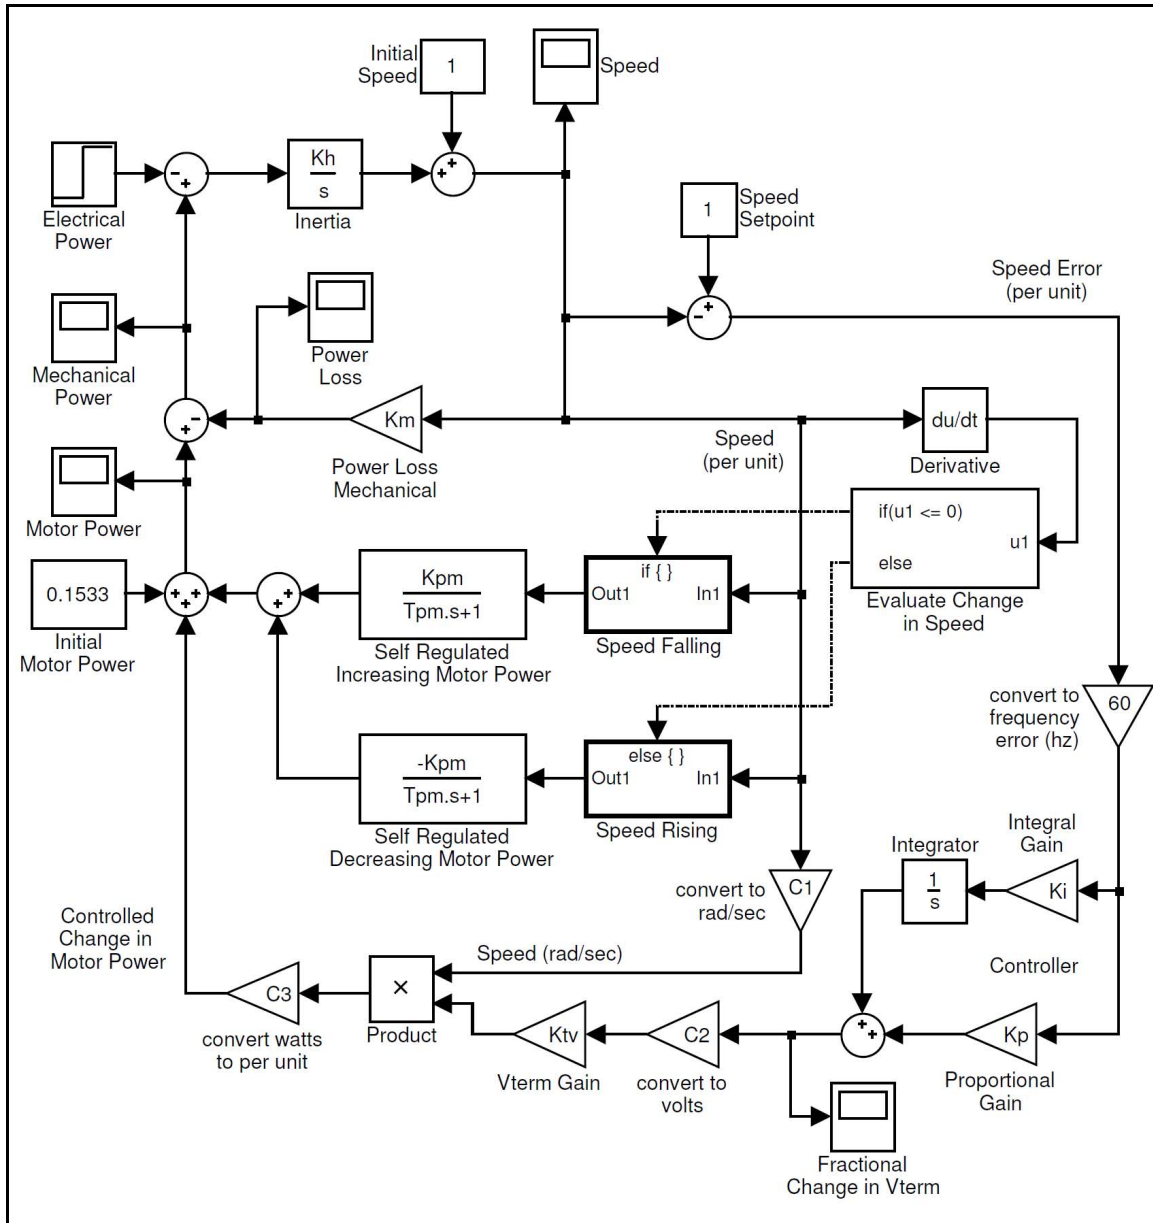 Initial
Speed
1
Speed
Electrical
Power
-
+
Kh
s
Inertia
+
+
1
Speed
Setpoint
-
+
Speed Error
(per unit)
Mechanical
Power
Power
Loss
-
+
Km
Power Loss
Mechanical
Speed
(per unit)
du/dt
Derivative
Motor Power
if(u1 <= 0)
u1
else
Evaluate Change
in Speed
0.1533
Initial
Motor Power
+ +
+
+
+
Kpm
Tpm.s+1
Self Regulated
Increasing Motor Power
if { }
Out1
In1
Speed Falling
convert to
frequency
error (hz)
60
-Kpm
Tpm.s+1
Self Regulated
Decreasing Motor Power
else { }
Out1
In1
Speed Rising
C1
convert to
rad/sec
Integrator
1
s
Integral
Gain
Ki
Controlled
Change in
Motor Power
Speed (rad/sec)
Controller
C3
convert watts
to per unit
×
Product
Ktv
Vterm Gain
C2
convert to
volts
+
+
Kp
Proportional
Gain
Fractional
Change in Vterm